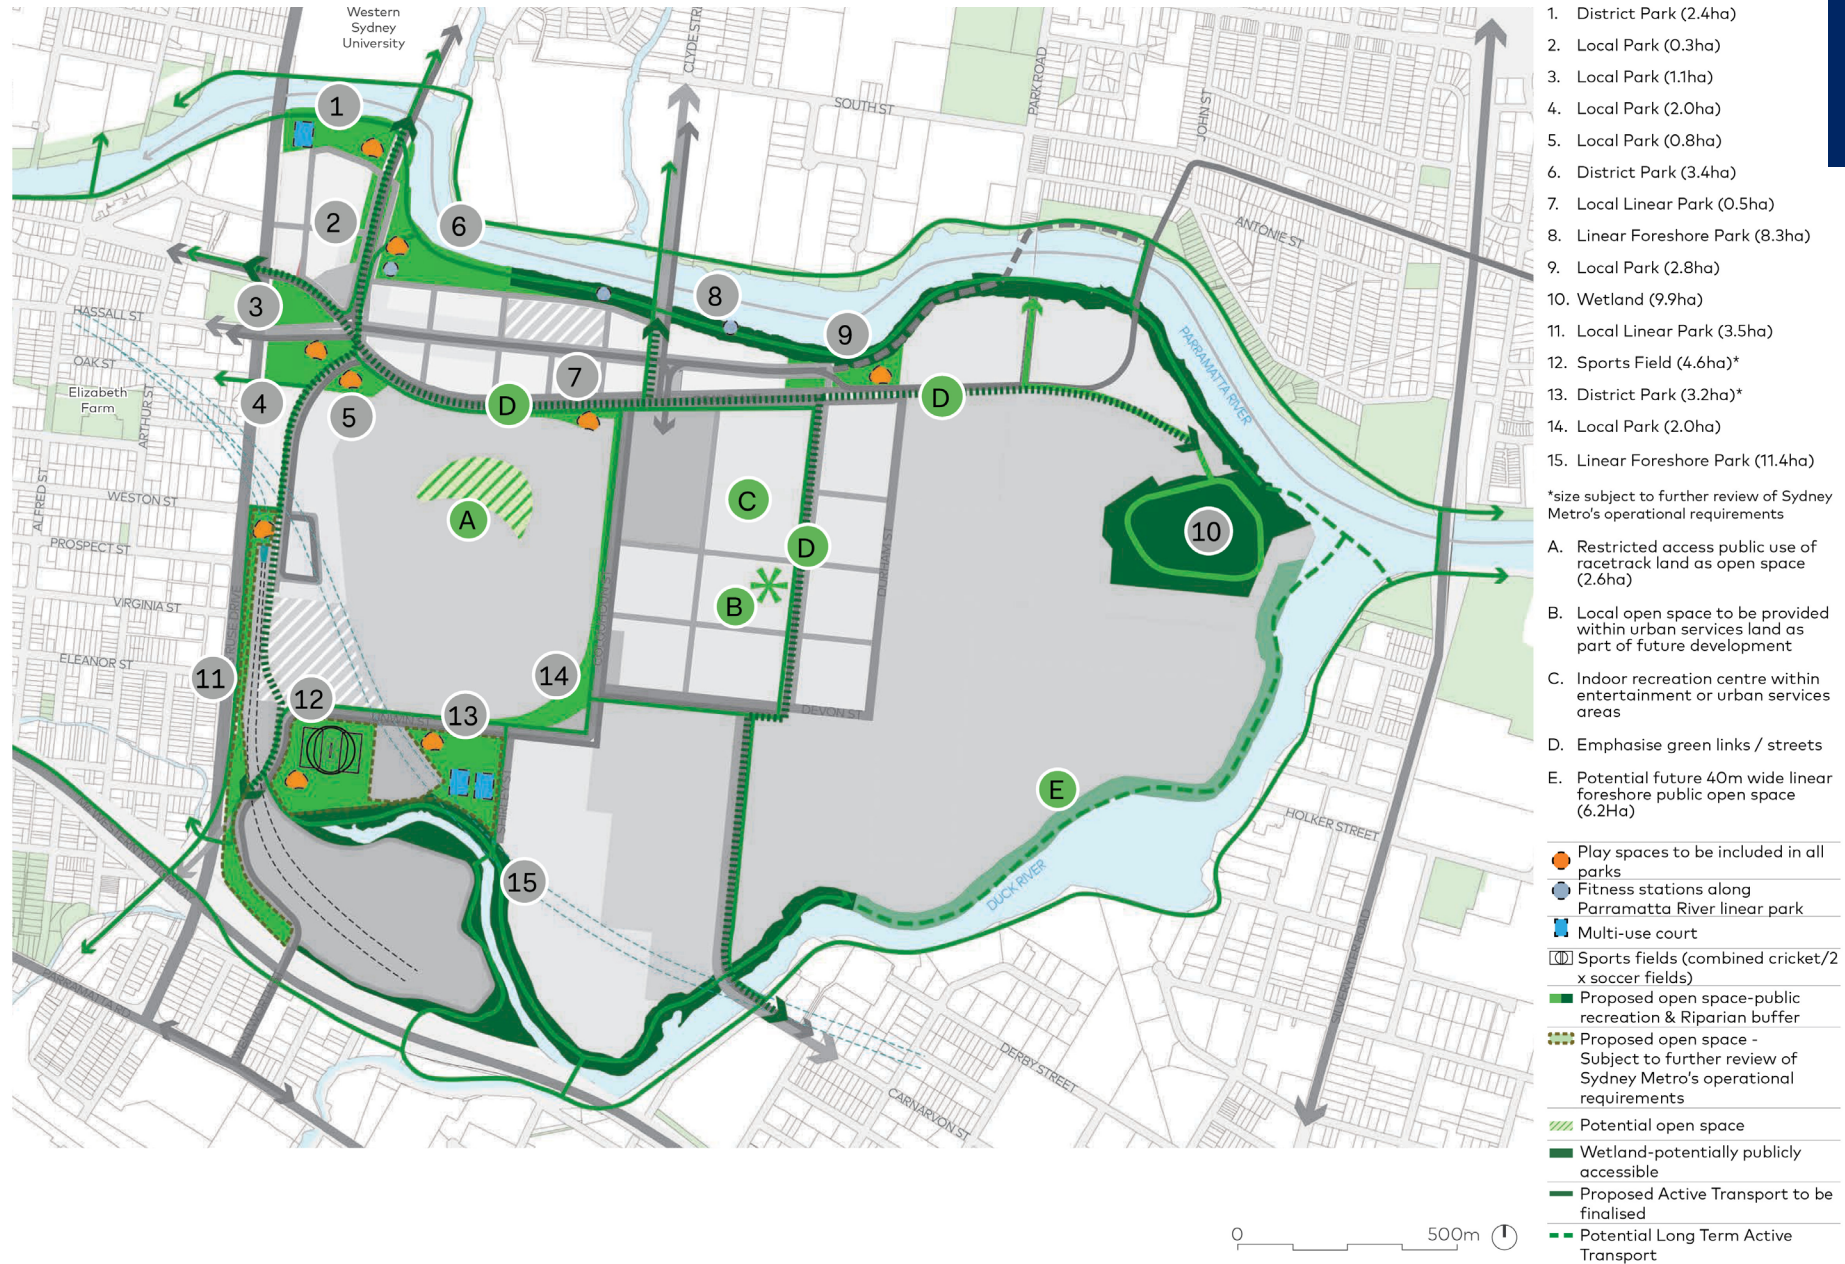 Western
Sydney
University
CLYDE STR
PARK ROAD
SOUTH ST
JOHN ST
ANTONIE ST
1
2
3
4
5
6
7
8
9
10
11
12
13
14
15
A
B
C
D
D
D
E
HASSALL ST
OAK ST
Elizabeth
Farm
ARTHUR ST
ALFRED ST
WESTON ST
PROSPECT ST
VIRGINIA ST
ELEANOR ST
RUSE DRIVE
UNWIN ST
COLQUHOUN ST
DURHAM ST
DEVON ST
PARRAMATTA RIVER
DUCK RIVER
HOLKER STREET
DERBY STREET
CARNARVON ST
PARRAMATTA RD
0
500m
1. District Park (2.4ha)
2. Local Park (0.3ha)
3. Local Park (1.1ha)
4. Local Park (2.0ha)
5. Local Park (0.8ha)
6. District Park (3.4ha)
7. Local Linear Park (0.5ha)
8. Linear Foreshore Park (8.3ha)
9. Local Park (2.8ha)
10. Wetland (9.9ha)
11. Local Linear Park (3.5ha)
12. Sports Field (4.6ha)*
13. District Park (3.2ha)*
14. Local Park (2.0ha)
15. Linear Foreshore Park (11.4ha)
*size subject to further review of Sydney
Metro's operational requirements
A. Restricted access public use of
racetrack land as open space
(2.6ha)
B. Local open space to be provided
within urban services land as
part of future development
C. Indoor recreation centre within
entertainment or urban services
areas
D. Emphasise green links / streets
E. Potential future 40m wide linear
foreshore public open space
(6.2Ha)
Play spaces to be included in all
parks
Fitness stations along
Parramatta River linear park
Multi-use court
Sports fields (combined cricket/2
x soccer fields)
Proposed open space-public
recreation & Riparian buffer
Proposed open space -
Subject to further review of
Sydney Metro's operational
requirements
Potential open space
Wetland-potentially publicly
accessible
Proposed Active Transport to be
finalised
Potential Long Term Active
Transport